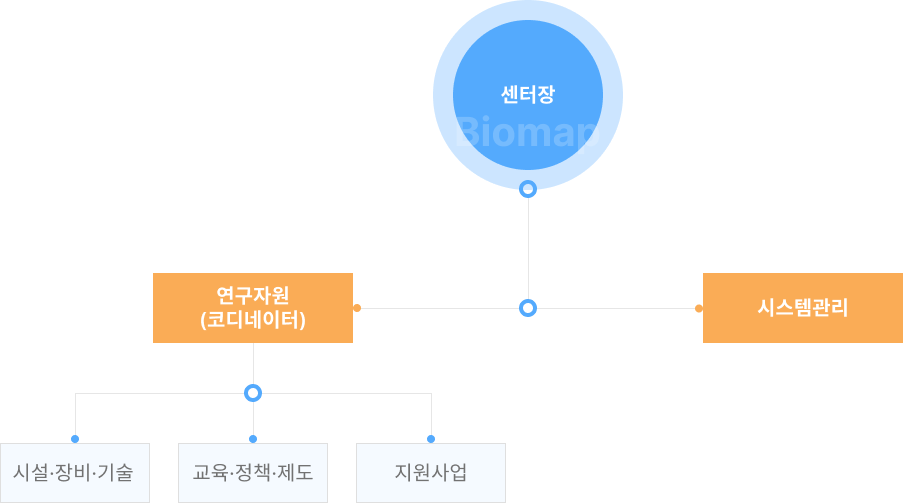 센터장
Biomap
연구자원
(코디네이터)
시스템관리
시설·장비·기술
교육·정책·제도
지원사업